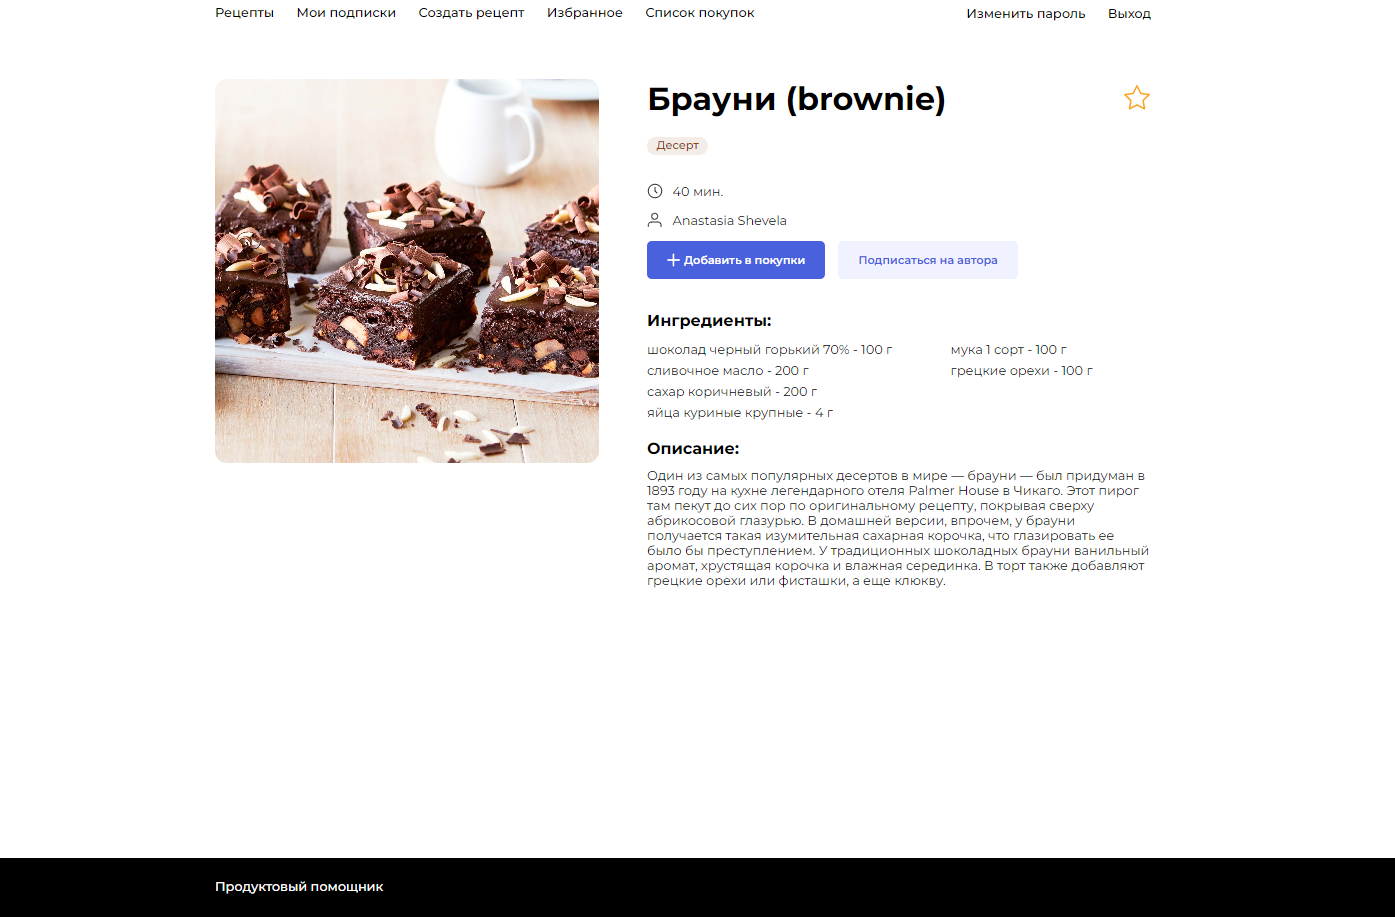 Рецепты Мои подписки Создать рецепт Избранное Список покупок Изменить пароль Выход
Брауни (brownie)
Десерт
40 мин.
Anastasia Shevela
Добавить в покупки Подписаться на автора
Ингредиенты:
шоколад черный горький 70% - 100 г
сливочное масло - 200 г
сахар коричневый - 200 г
яйца куриные крупные - 4 г
мука 1 сорт - 100 г
грецкие орехи - 100 г
Описание:
Один из самых популярных десертов в мире — брауни — был придуман в
1893 году на кухне легендарного отеля Palmer House в Чикаго. Этот пирог
там пекут до сих пор по оригинальному рецепту, покрывая сверху
абрикосовой глазурью. В домашней версии, впрочем, у брауни
получается такая изумительная сахарная корочка, что глазировать ее
было бы преступлением. У традиционных шоколадных брауни ванильный
аромат, хрустящая корочка и влажная серединка. В торт также добавляют
грецкие орехи или фисташки, а еще клюкву.
Продуктовый помощник